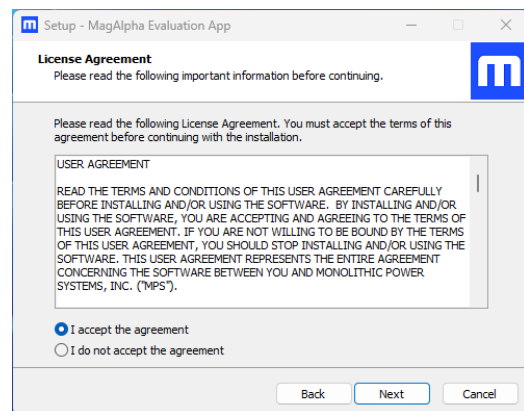 Setup - MagAlpha Evaluation App
License Agreement
Please read the following important information before continuing.
Please read the following License Agreement. You must accept the terms of this
agreement before continuing with the installation.
USER AGREEMENT
READ THE TERMS AND CONDITIONS OF THIS USER AGREEMENT CAREFULLY
BEFORE INSTALLING AND/OR USING THE SOFTWARE. BY INSTALLING AND/OR
USING THE SOFTWARE, YOU ARE ACCEPTING AND AGREEING TO THE TERMS OF
THIS USER AGREEMENT. IF YOU ARE NOT WILLING TO BE BOUND BY THE TERMS
OF THIS USER AGREEMENT, YOU SHOULD STOP INSTALLING AND/OR USING THE
SOFTWARE. THIS USER AGREEMENT REPRESENTS THE ENTIRE AGREEMENT
CONCERNING THE SOFTWARE BETWEEN YOU AND MONOLITHIC POWER
SYSTEMS, INC. ("MPS").
I accept the agreement
I do not accept the agreement
Back Next Cancel